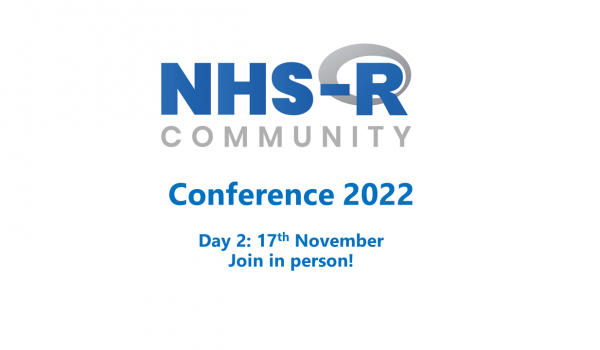 NHS-R
COMMUNITY
Conference 2022
Day 2: 17th November
Join in person!